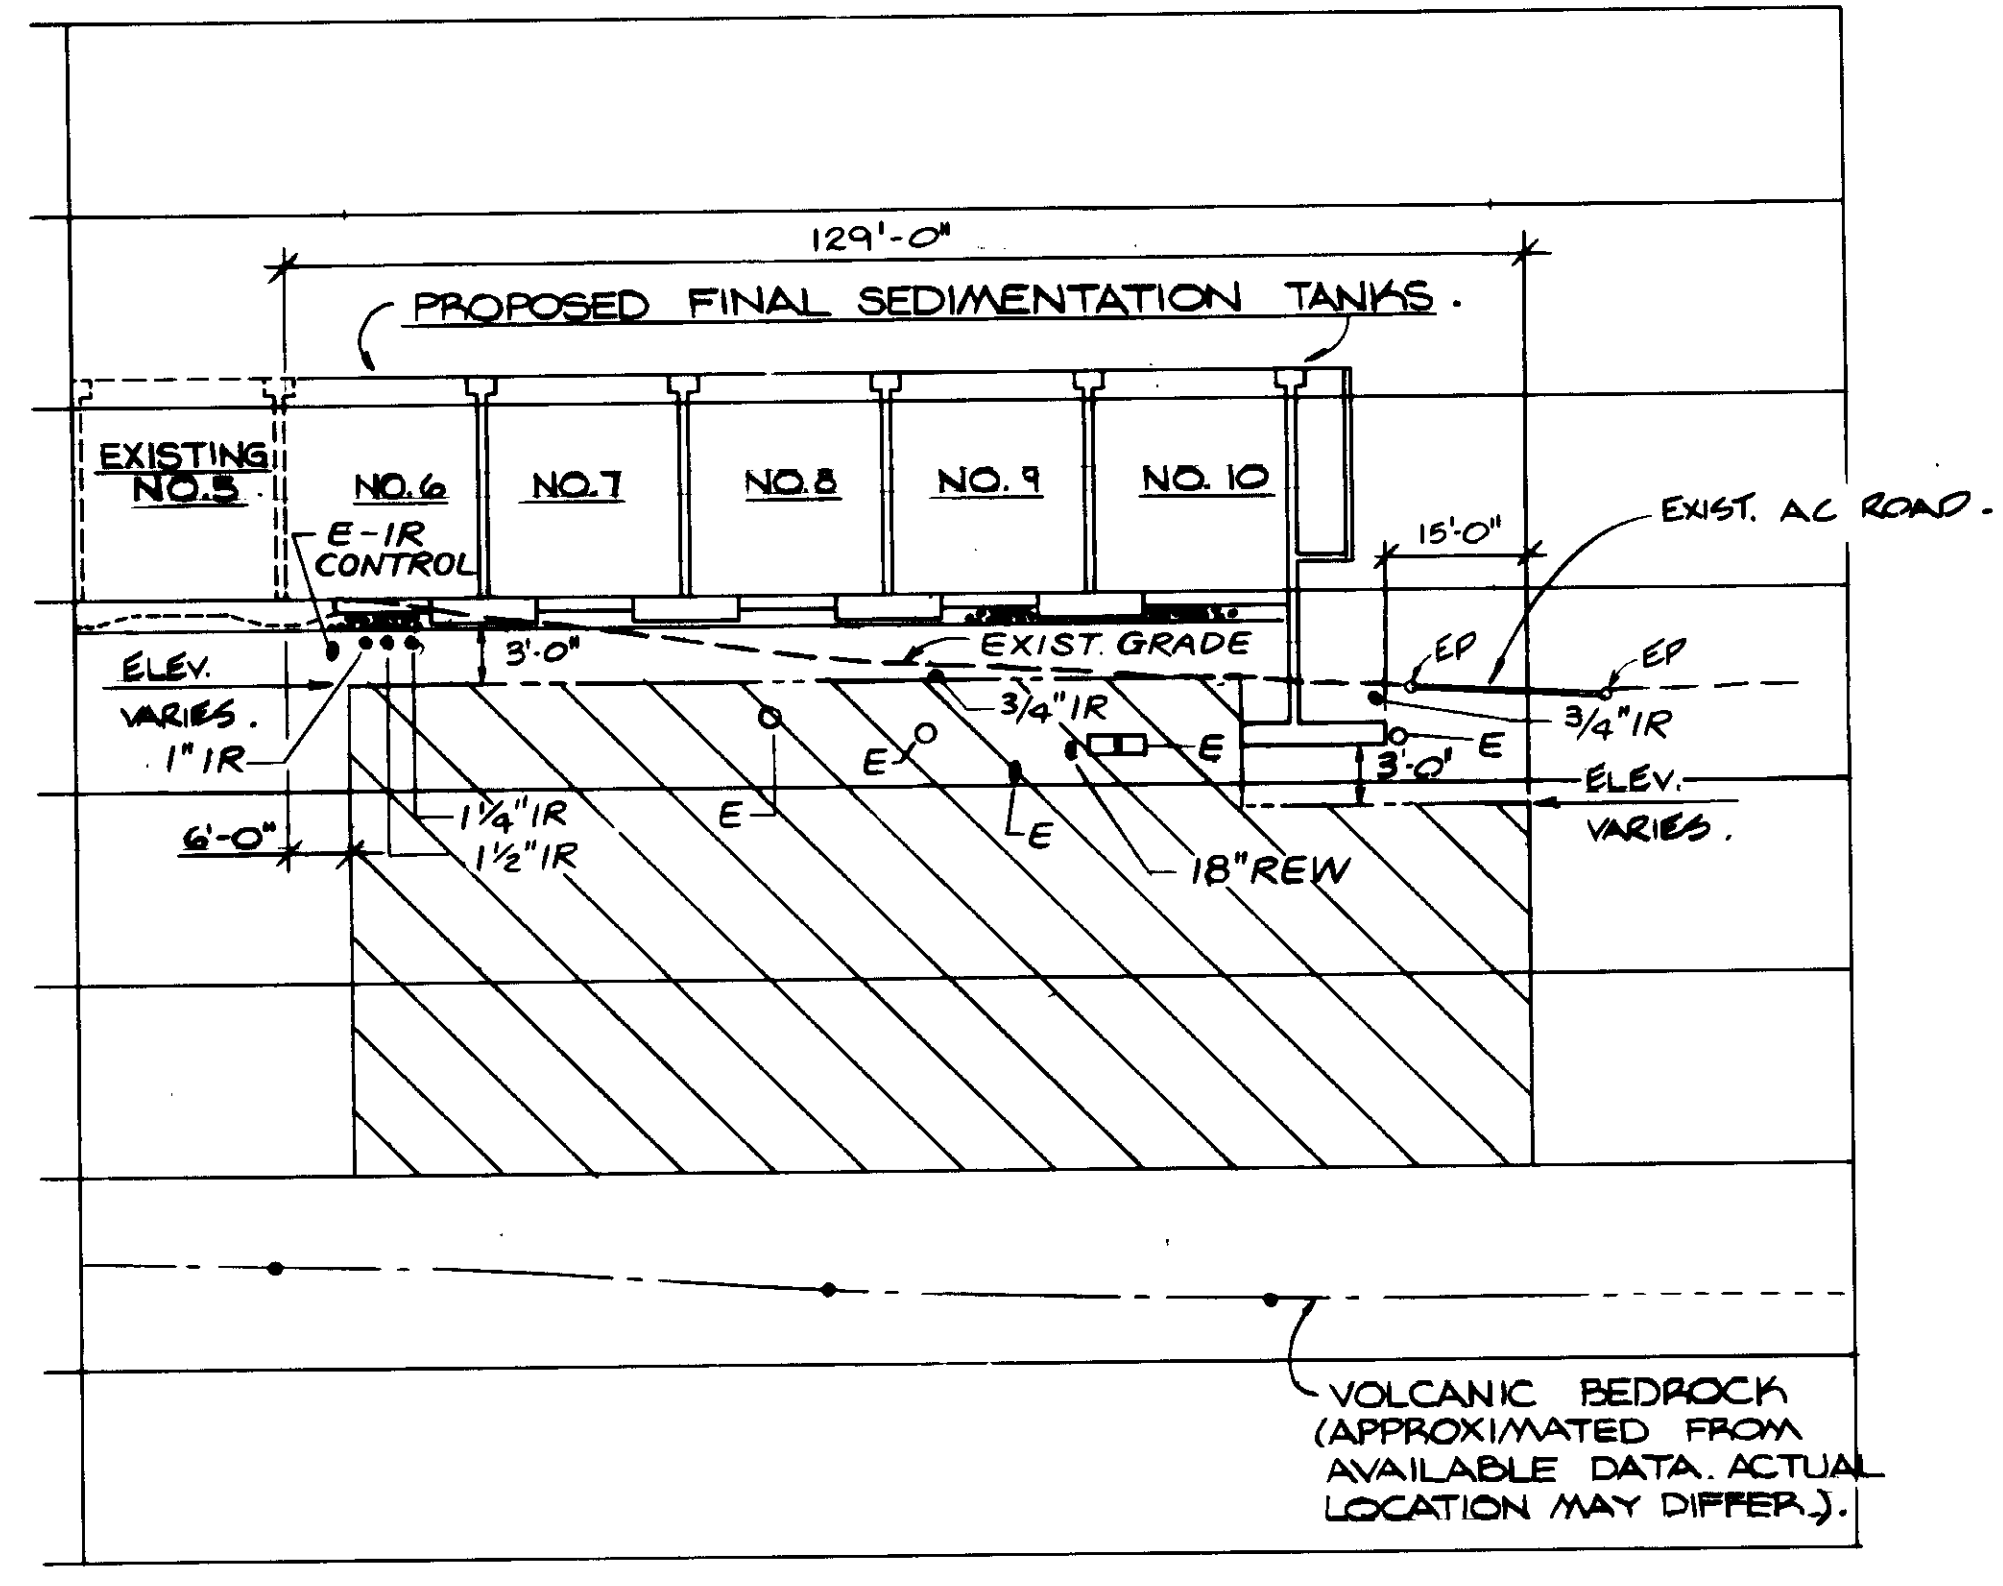 129'-0"
PROPOSED FINAL SEDIMENTATION TANKS.
EXISTING
NO.5
NO.6
NO.7
NO.8
NO.9
NO. 10
E-IR
CONTROL
15'-0"
EXIST. AC ROAD.
3'-0"
EXIST. GRADE
EP
EP
ELEV.
VARIES.
3/4" IR
3/4" IR
1" IR
E
E
E
E
E
3'-0"
ELEV.
VARIES.
6'-0"
1 1/4" IR
1 1/2" IR
18" REW
VOLCANIC BEDROCK
(APPROXIMATED FROM
AVAILABLE DATA. ACTUAL
LOCATION MAY DIFFER.).